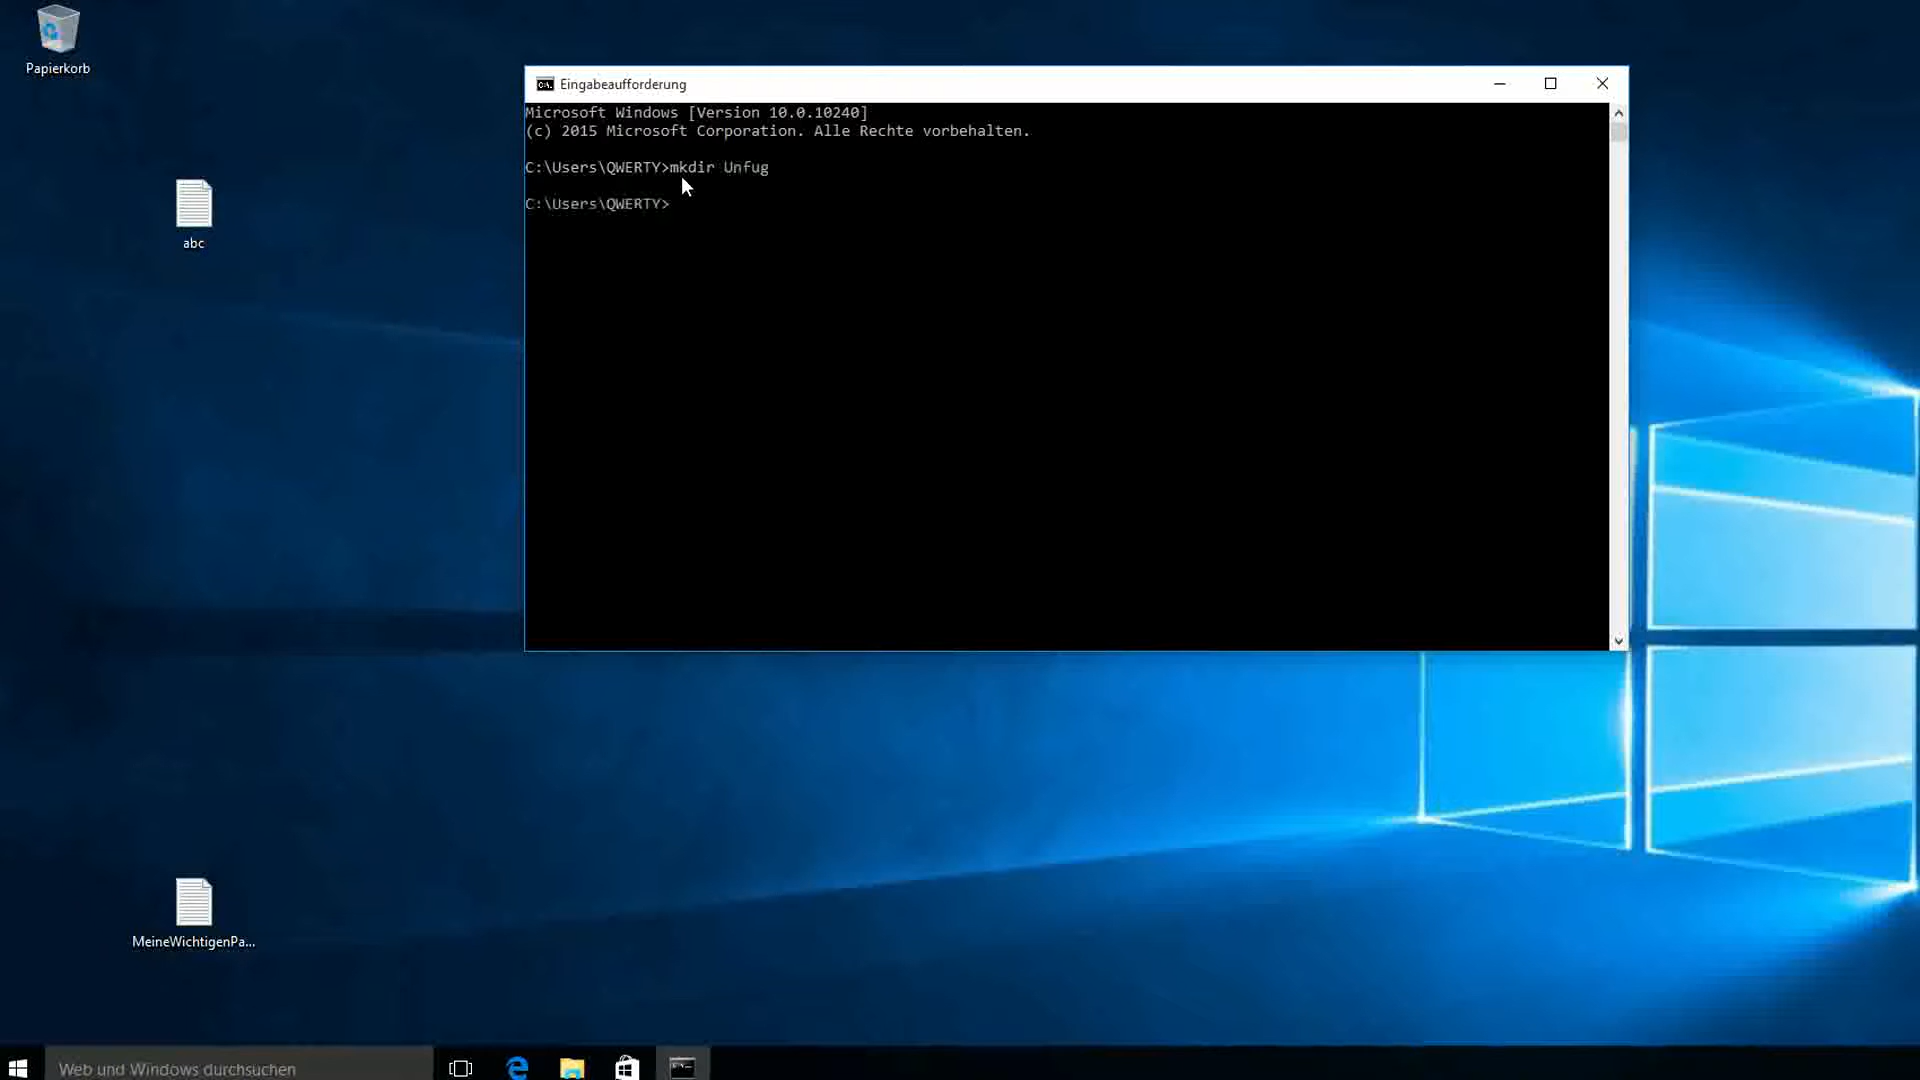 Papierkorb
Eingabeaufforderung
Microsoft Windows [Version 10.0.10240]
(c) 2015 Microsoft Corporation. Alle Rechte vorbehalten.
C:\Users\QWERTY>mkdir Unfug
C:\Users\QWERTY>
abc
MeineWichtigenPa...
Web und Windows durchsuchen